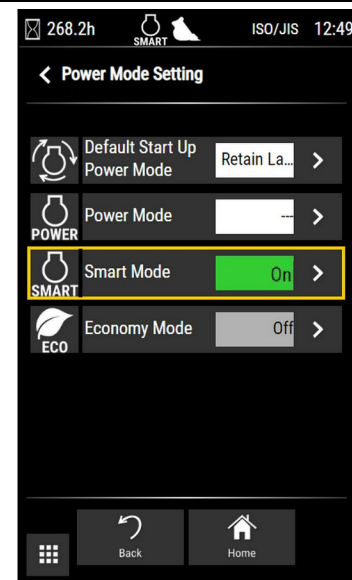 268.2h SMART ISO/JIS 12:49
Power Mode Setting
Default Start Up
Power Mode
Retain La...
POWER
Power Mode
---
SMART
Smart Mode
On
ECO
Economy Mode
Off
Back
Home